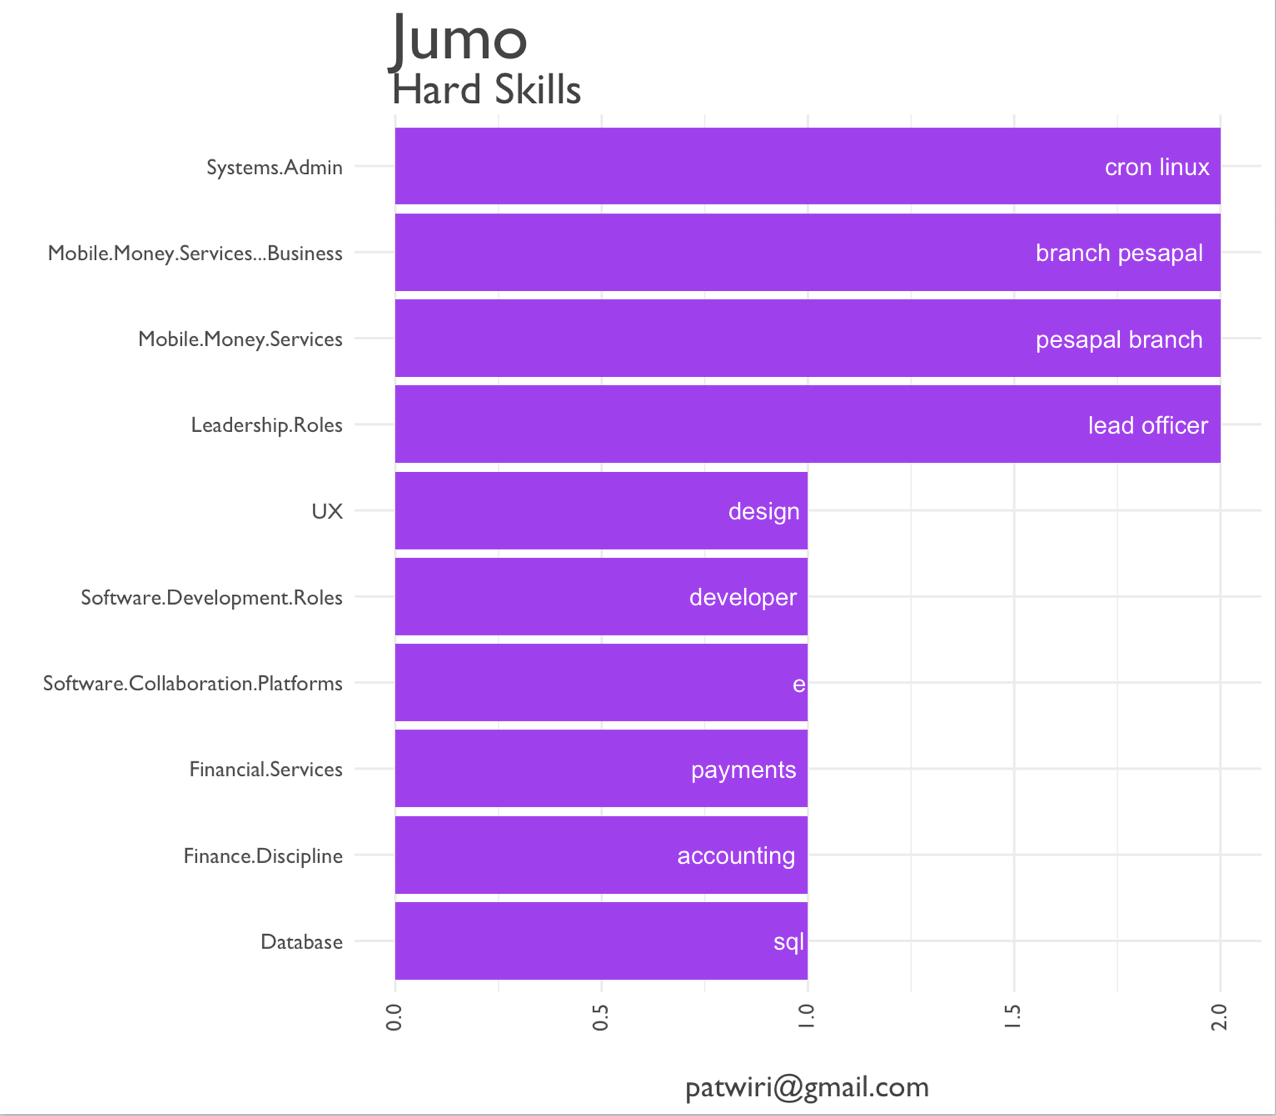 Jumo
Hard Skills
Systems.Admin cron linux
Mobile.Money.Services...Business branch pesapal
Mobile.Money.Services pesapal branch
Leadership.Roles lead officer
UX design
Software.Development.Roles developer
Software.Collaboration.Platforms e
Financial.Services payments
Finance.Discipline accounting
Database sql
0.0 0.5 1.0 1.5 2.0
patwiri@gmail.com